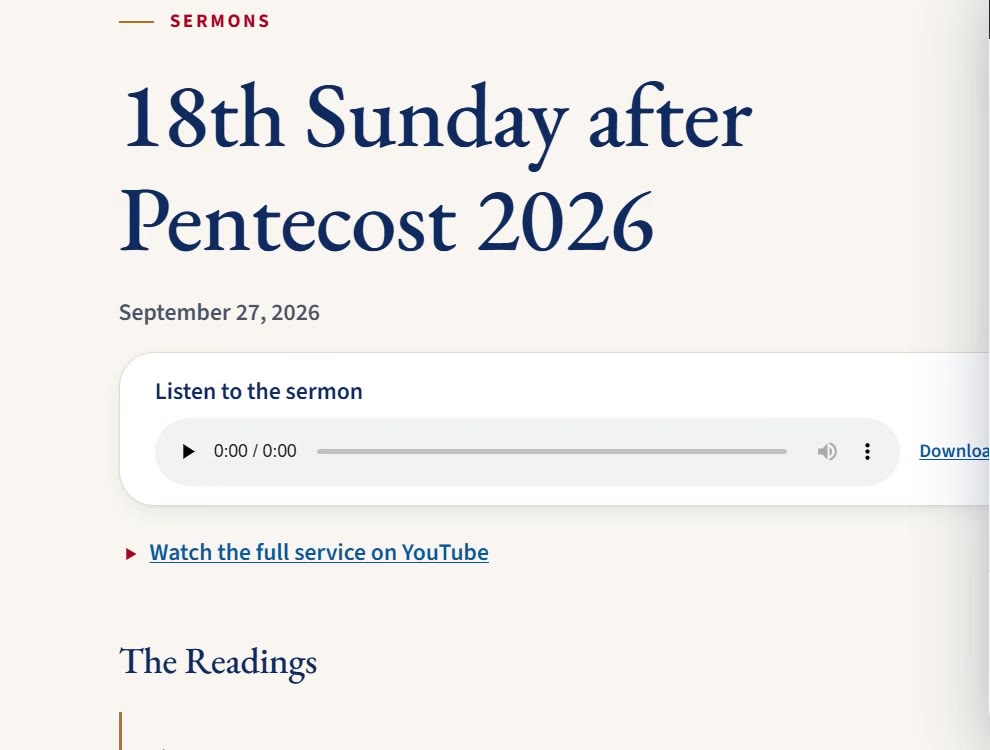 SERMONS
18th Sunday after
Pentecost 2026
September 27, 2026
Listen to the sermon
0:00 / 0:00
Watch the full service on YouTube
The Readings